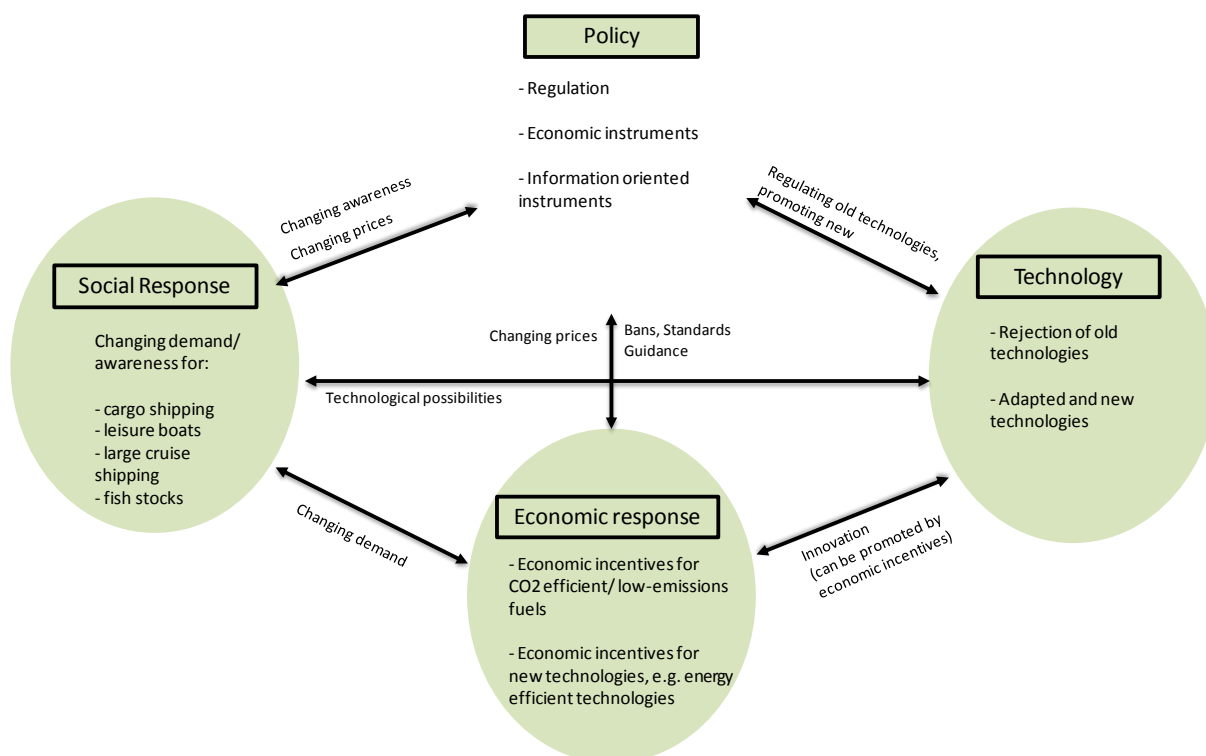 Policy
- Regulation
- Economic instruments
- Information oriented
instruments
Changing awareness
Changing prices
Regulating old technologies,
promoting new
Social Response
Changing demand/
awareness for:
- cargo shipping
- leisure boats
- large cruise
shipping
- fish stocks
Technology
- Rejection of old
technologies
- Adapted and new
technologies
Changing prices
Bans, Standards
Guidance
Technological possibilities
Changing demand
Innovation
(can be promoted by
economic incentives)
Economic response
- Economic incentives for
CO2 efficient/ low-emissions
fuels
- Economic incentives for
new technologies, e.g. energy
efficient technologies